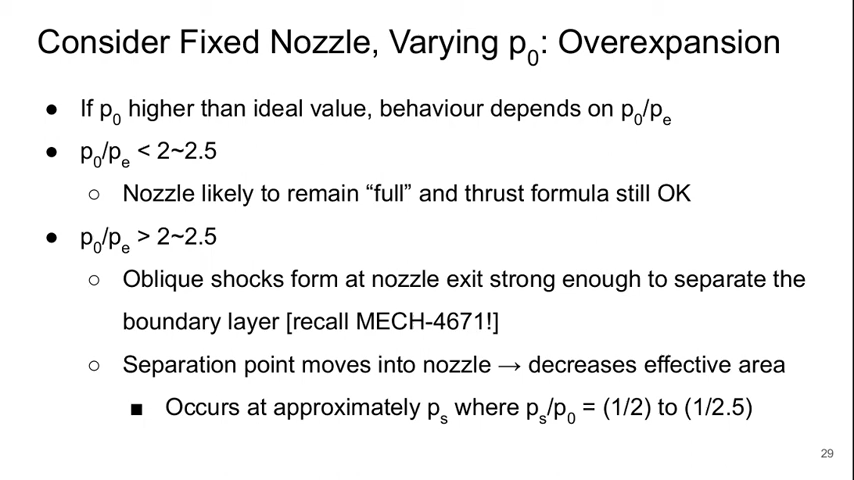 Consider Fixed Nozzle, Varying p0: Overexpansion
● If p0 higher than ideal value, behaviour depends on p0/pe
● p0/pe < 2~2.5
○ Nozzle likely to remain “full” and thrust formula still OK
● p0/pe > 2~2.5
○ Oblique shocks form at nozzle exit strong enough to separate the
boundary layer [recall MECH-4671!]
○ Separation point moves into nozzle → decreases effective area
■ Occurs at approximately ps where ps/p0 = (1/2) to (1/2.5)
29